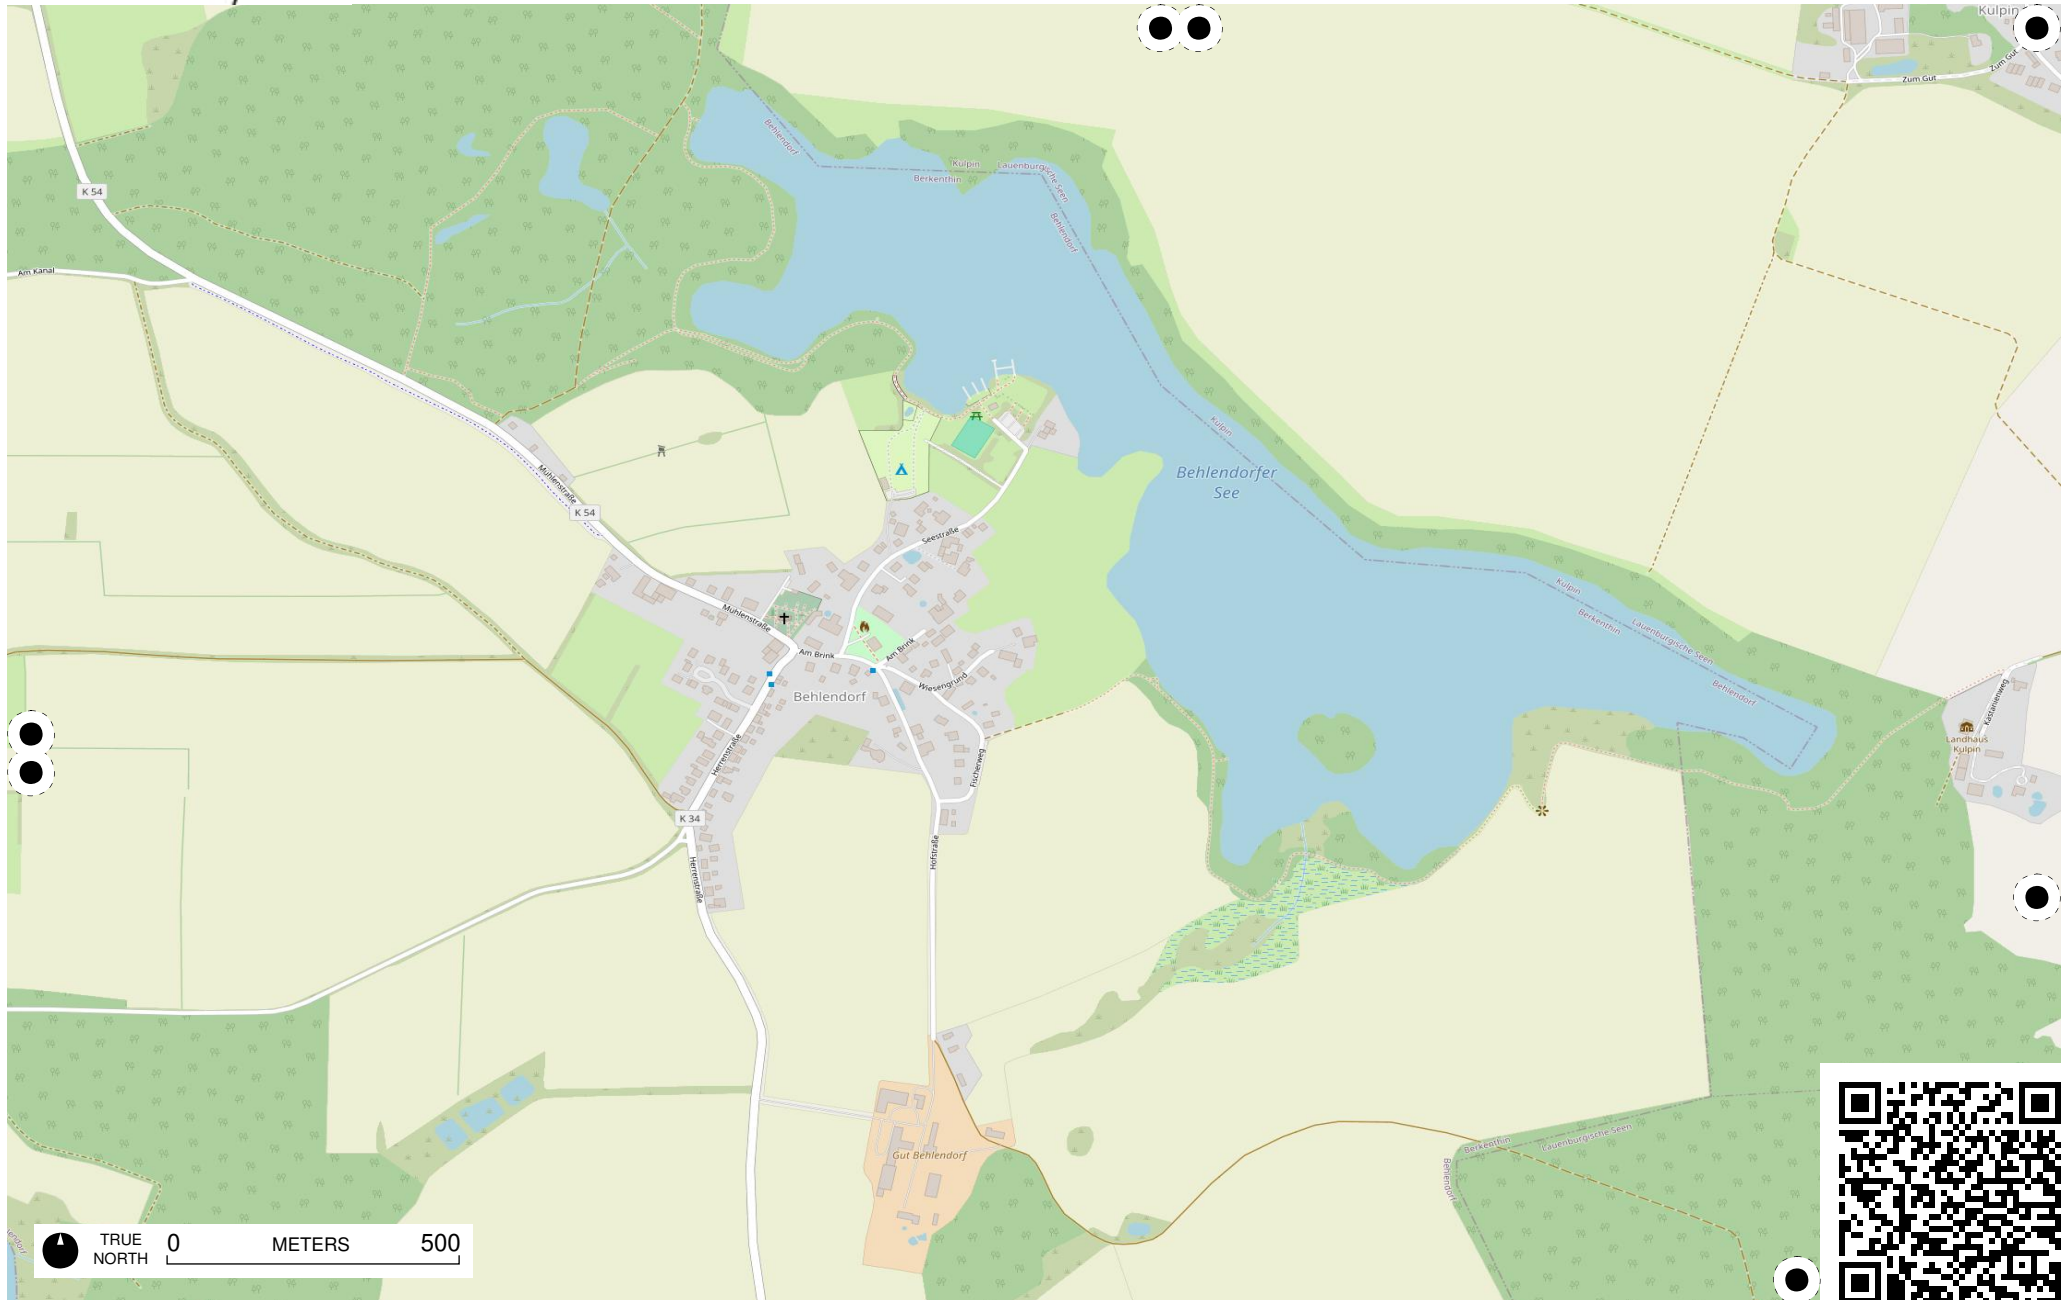 Kulpin
Zum Gut
Zum Gut
Behlendorf
Kulpin
Lauenburgische Seen
Berkenthin
Behlendorf
K 54
Am Kanal
Kulpin
Behlendorfer
See
Mühlenstraße
K 54
Seestraße
Kulpin
Berkenthin
Lauenburgische Seen
Behlendorf
Mühlenstraße
Am Brink
Am Brink
Wiesengrund
Behlendorf
Kastanienweg
Landhaus
Kulpin
Herrenstraße
Fischerweg
K 34
Hofstraße
Herrenstraße
Berkenthin
Lauenburgische Seen
Behlendorf
Gut Behlendorf
TRUE
NORTH
0 METERS 500